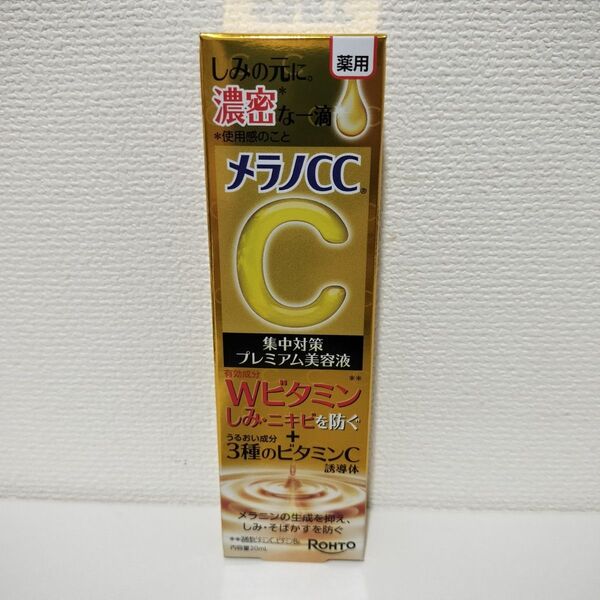 薬用
しみの元に。
濃密*な一滴
*使用感のこと
メラノCC®
C
集中対策
プレミアム美容液
有効成分
Wビタミン**
しみ・ニキビを防ぐ
+
うるおい成分
3種のビタミンC
誘導体
メラニンの生成を抑え、
しみ・そばかすを防ぐ
内容量20mL
ROHTO